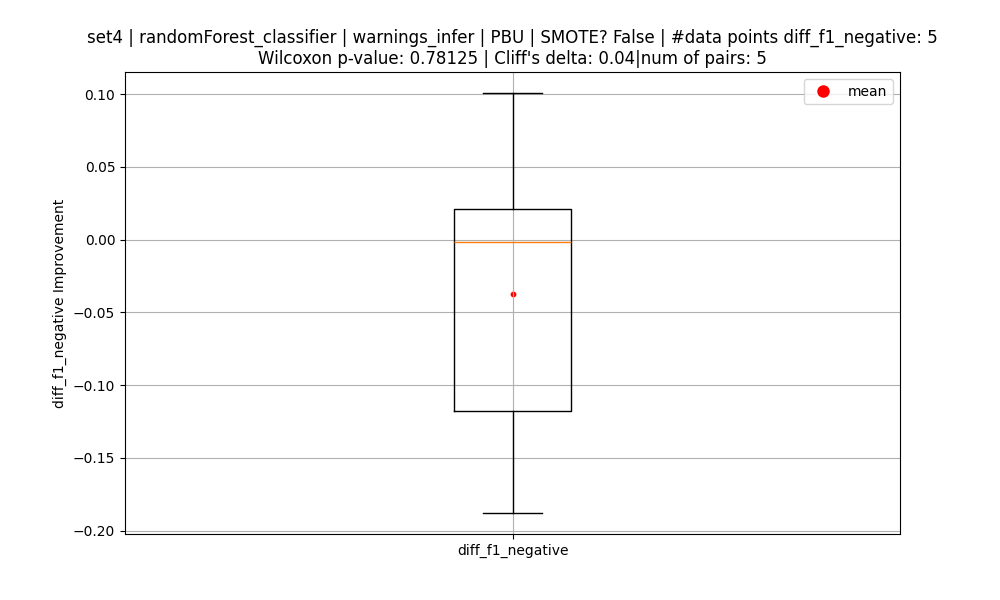 set4 | randomForest_classifier | warnings_infer | PBU | SMOTE? False | #data points diff_f1_negative: 5
Wilcoxon p-value: 0.78125 | Cliff's delta: 0.04|num of pairs: 5
mean
0.10
0.05
0.00
−0.05
−0.10
−0.15
−0.20
diff_f1_negative Improvement
diff_f1_negative